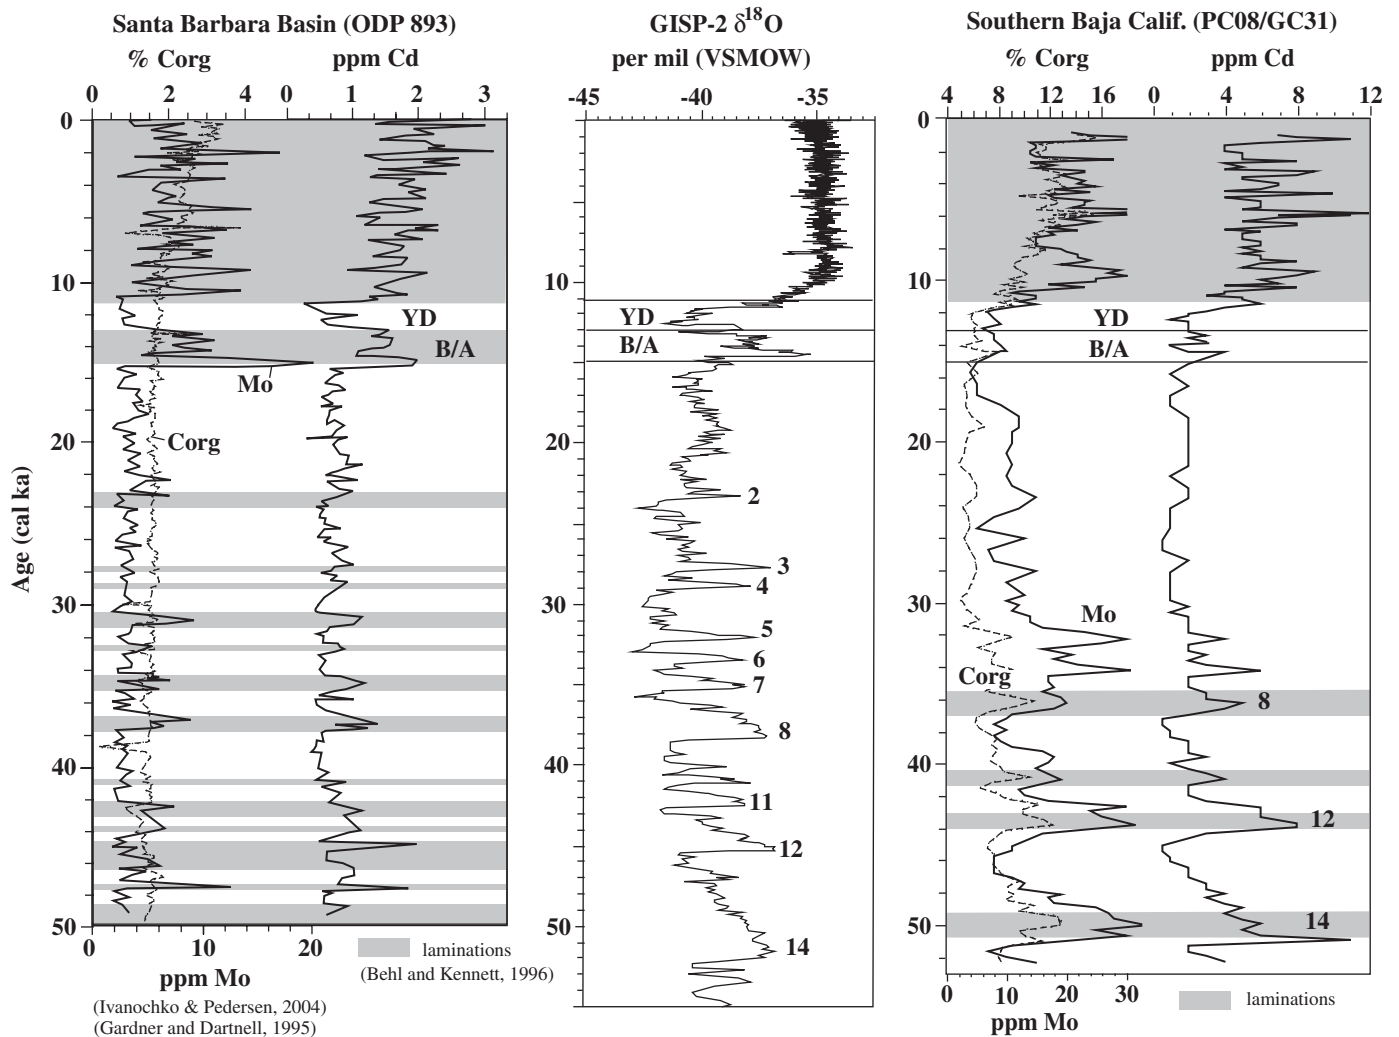 Santa Barbara Basin (ODP 893)
GISP-2 δ18O
Southern Baja Calif. (PC08/GC31)
% Corg
ppm Cd
per mil (VSMOW)
% Corg
ppm Cd
0 2 4 0 1 2 3
-45 -40 -35
4 8 12 16 0 4 8 12
Age (cal ka)
0
10
20
30
40
50
YD
B/A
Mo
Corg
10
20
30
40
50
YD
B/A
2
3
4
5
6
7
8
11
12
14
0
10
20
30
40
50
YD
B/A
Mo
Corg
8
12
14
0 10 20
ppm Mo
laminations
(Behl and Kennett, 1996)
(Ivanochko & Pedersen, 2004)
(Gardner and Dartnell, 1995)
0 10 20 30
ppm Mo
laminations